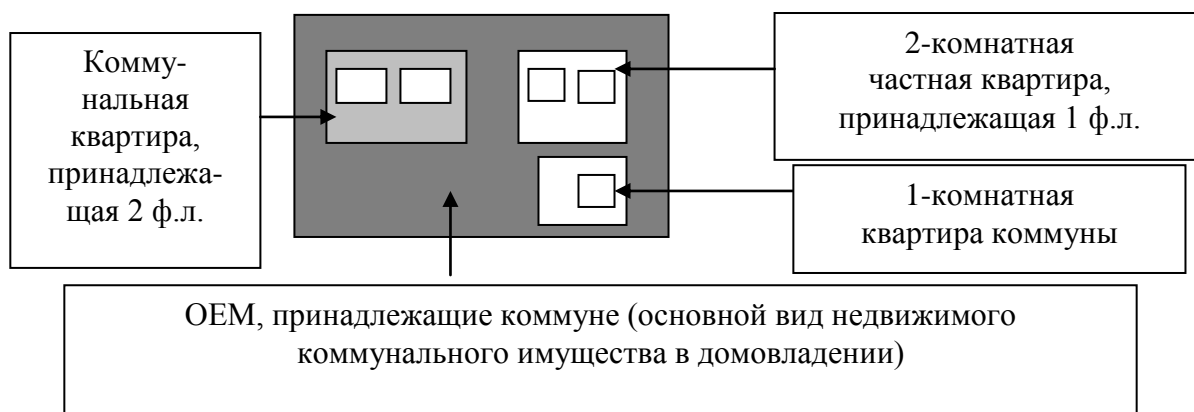 Комму-
нальная
квартира,
принадлежа-
щая 2 ф.л.
2-комнатная
частная квартира,
принадлежащая 1 ф.л.
1-комнатная
квартира коммуны
ОЕМ, принадлежащие коммуне (основной вид недвижимого
коммунального имущества в домовладении)